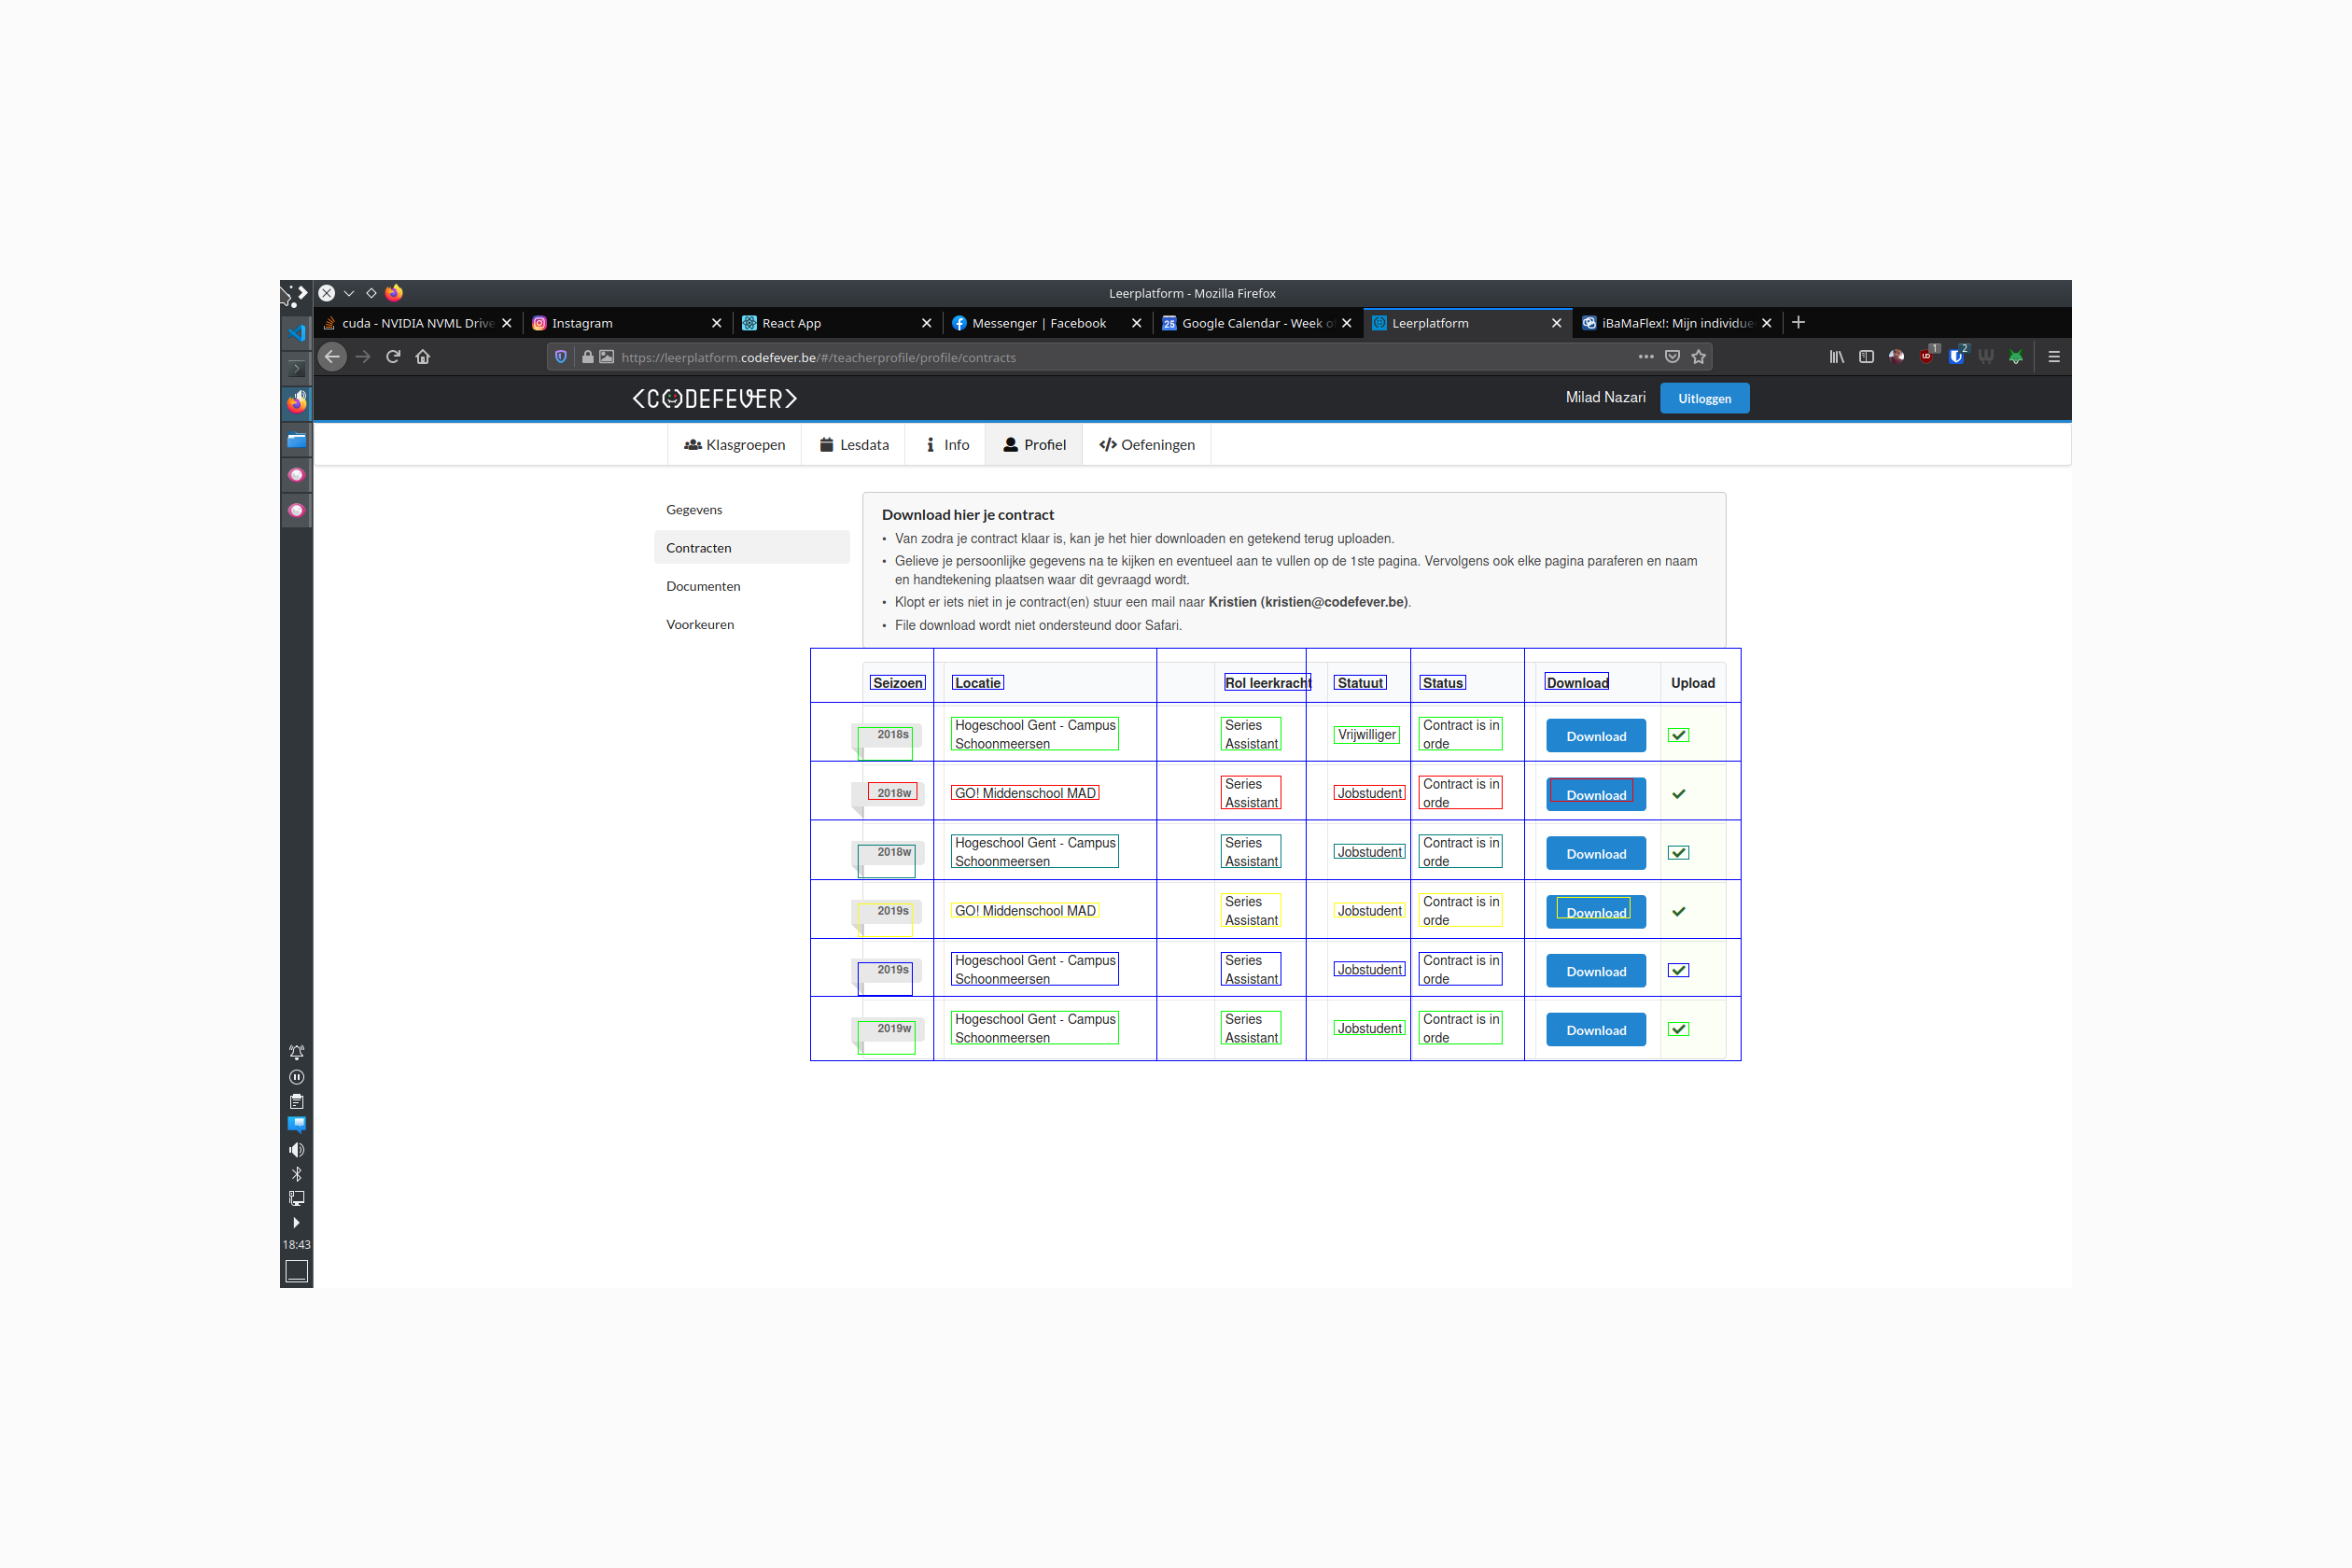 Leerplatform - Mozilla Firefox
cuda - NVIDIA NVML Drive
Instagram
React App
Messenger | Facebook
25 Google Calendar - Week of
Leerplatform
iBaMaFlex!: Mijn individue
https://leerplatform.codefever.be/#/teacherprofile/profile/contracts
1
2
<CODEFEVER>
Milad Nazari
Uitloggen
Klasgroepen
Lesdata
Info
Profiel
Oefeningen
Gegevens
Contracten
Documenten
Voorkeuren
Download hier je contract
• Van zodra je contract klaar is, kan je het hier downloaden en getekend terug uploaden.
• Gelieve je persoonlijke gegevens na te kijken en eventueel aan te vullen op de 1ste pagina. Vervolgens ook elke pagina paraferen en naam
en handtekening plaatsen waar dit gevraagd wordt.
• Klopt er iets niet in je contract(en) stuur een mail naar Kristien (kristien@codefever.be).
• File download wordt niet ondersteund door Safari.
Seizoen Locatie Rol leerkracht Statuut Status Download Upload
2018s
Hogeschool Gent - Campus
Schoonmeersen
Series
Assistant
Vrijwilliger
Contract is in
orde
Download
2018w
GO! Middenschool MAD
Series
Assistant
Jobstudent
Contract is in
orde
Download
2018w
Hogeschool Gent - Campus
Schoonmeersen
Series
Assistant
Jobstudent
Contract is in
orde
Download
2019s
GO! Middenschool MAD
Series
Assistant
Jobstudent
Contract is in
orde
Download
2019s
Hogeschool Gent - Campus
Schoonmeersen
Series
Assistant
Jobstudent
Contract is in
orde
Download
2019w
Hogeschool Gent - Campus
Schoonmeersen
Series
Assistant
Jobstudent
Contract is in
orde
Download
18:43